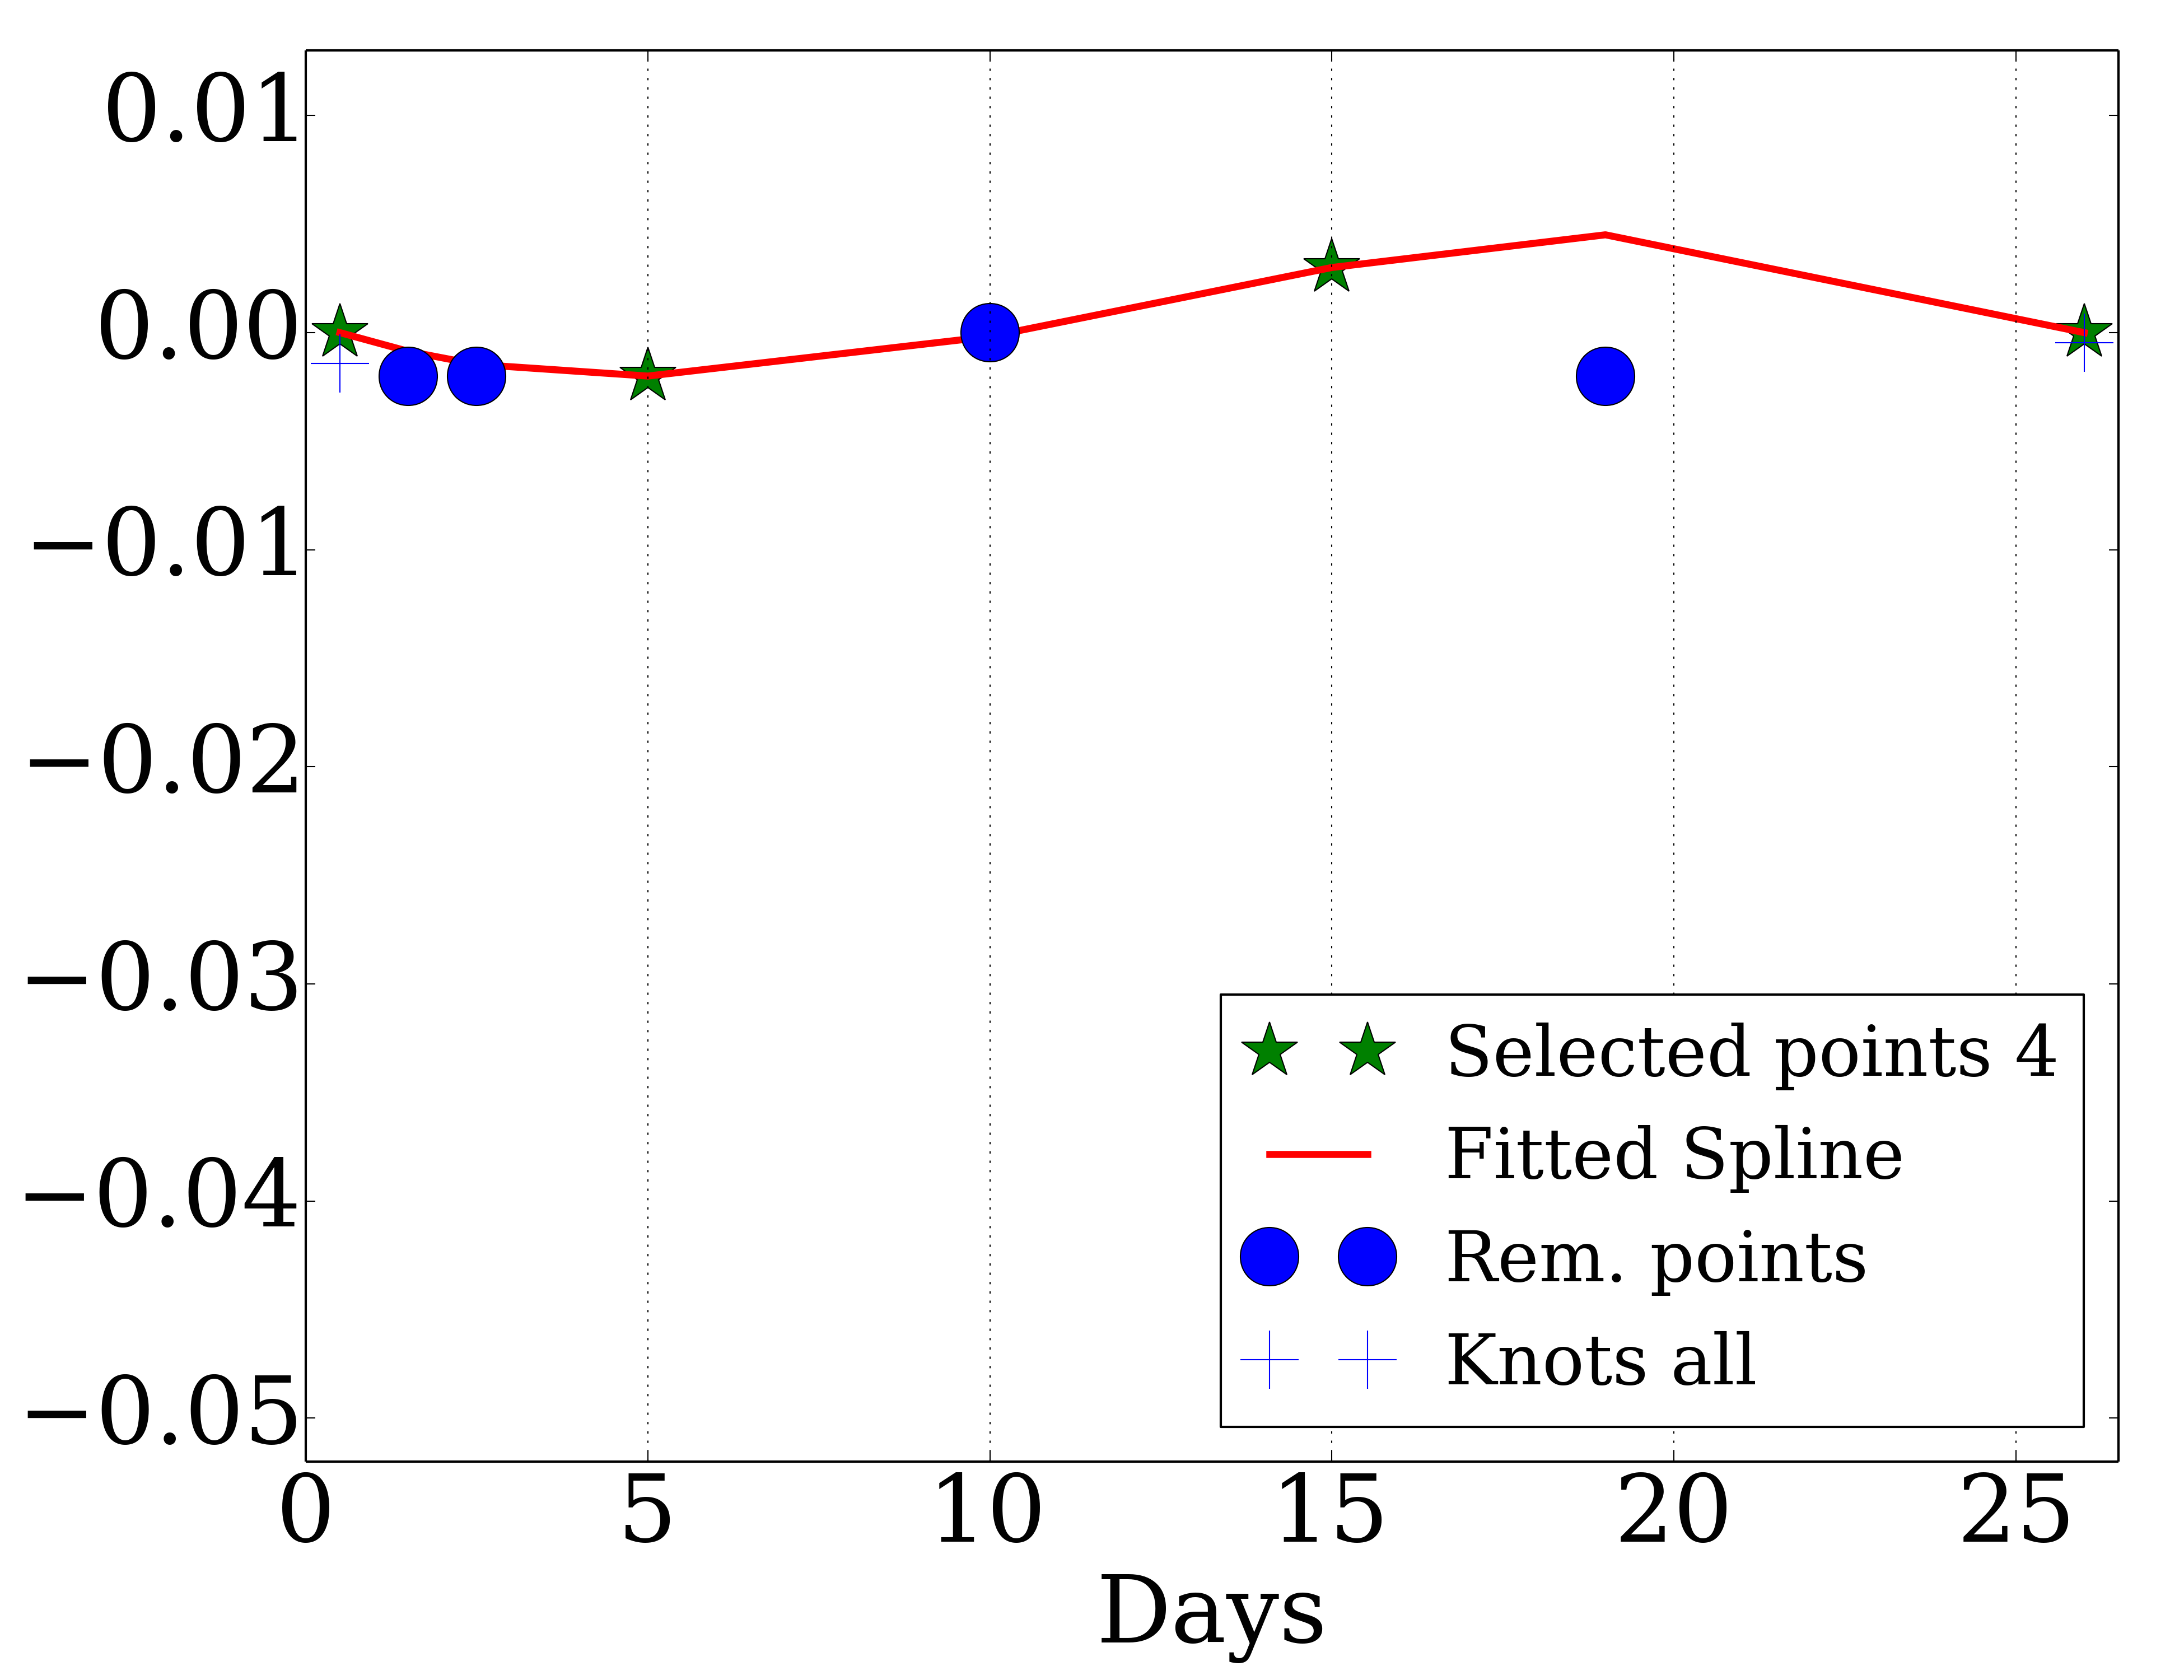 0.01
0.00
−0.01
−0.02
−0.03
−0.04
−0.05
Selected points 4
Fitted Spline
Rem. points
Knots all
0 5 10 15 20 25
Days